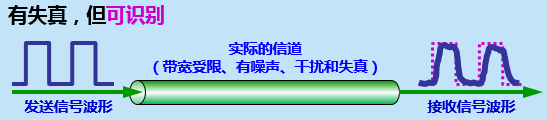 有失真，但可识别
实际的信道
（带宽受限、有噪声、干扰和失真）
发送信号波形
接收信号波形